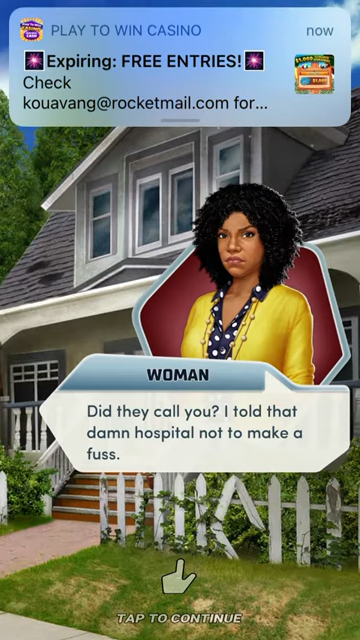 PLAY TO WIN CASINO
now
🎆Expiring: FREE ENTRIES!🎆
Check
kouavang@rocketmail.com for...
WOMAN
Did they call you? I told that
damn hospital not to make a
fuss.
TAP TO CONTINUE